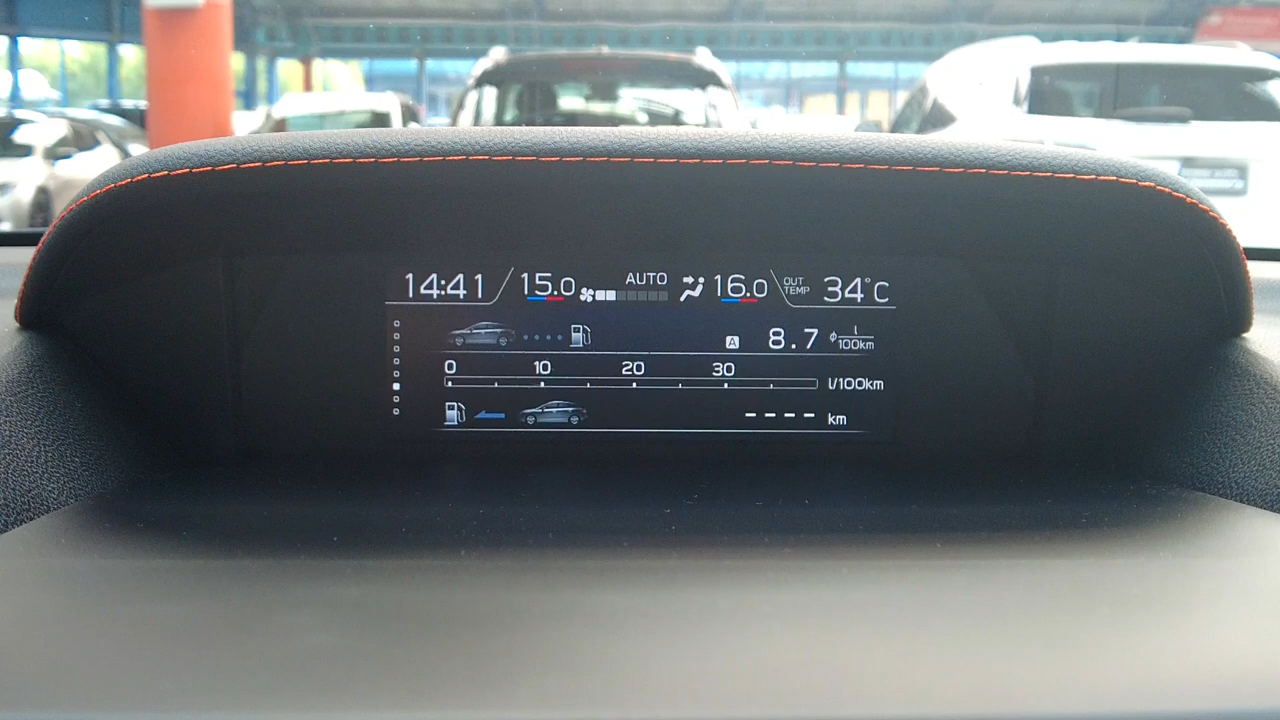 14:41 15.0 AUTO 16.0 OUT TEMP 34°C
A 8.7 ϕ l/100km
0 10 20 30
l/100km
---- km